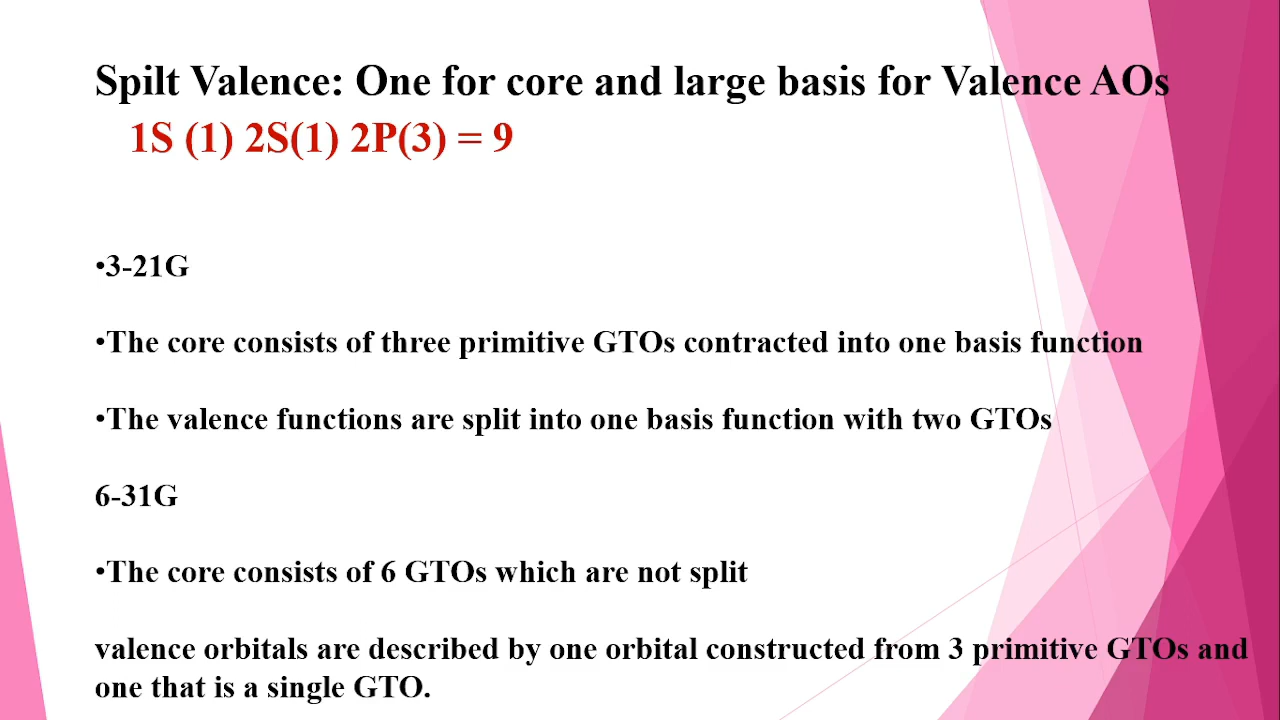 Spilt Valence: One for core and large basis for Valence AOs
1S (1) 2S(1) 2P(3) = 9
•3-21G
•The core consists of three primitive GTOs contracted into one basis function
•The valence functions are split into one basis function with two GTOs
6-31G
•The core consists of 6 GTOs which are not split
valence orbitals are described by one orbital constructed from 3 primitive GTOs and
one that is a single GTO.